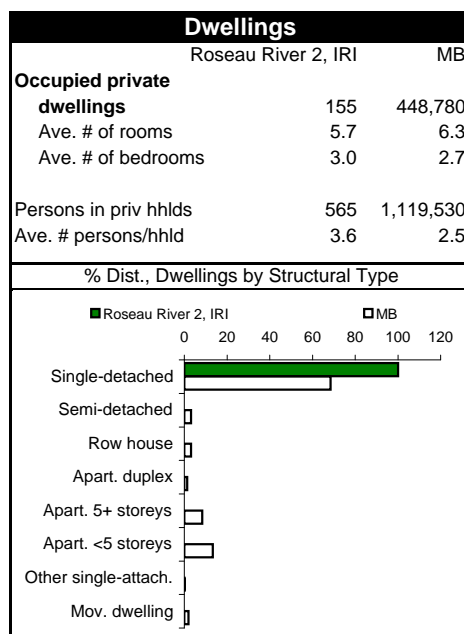 Dwellings
Roseau River 2, IRI MB
Occupied private
dwellings 155 448,780
Ave. # of rooms 5.7 6.3
Ave. # of bedrooms 3.0 2.7
Persons in priv hhlds 565 1,119,530
Ave. # persons/hhld 3.6 2.5
% Dist., Dwellings by Structural Type
Roseau River 2, IRI MB
0 20 40 60 80 100 120
Single-detached
Semi-detached
Row house
Apart. duplex
Apart. 5+ storeys
Apart. <5 storeys
Other single-attach.
Mov. dwelling